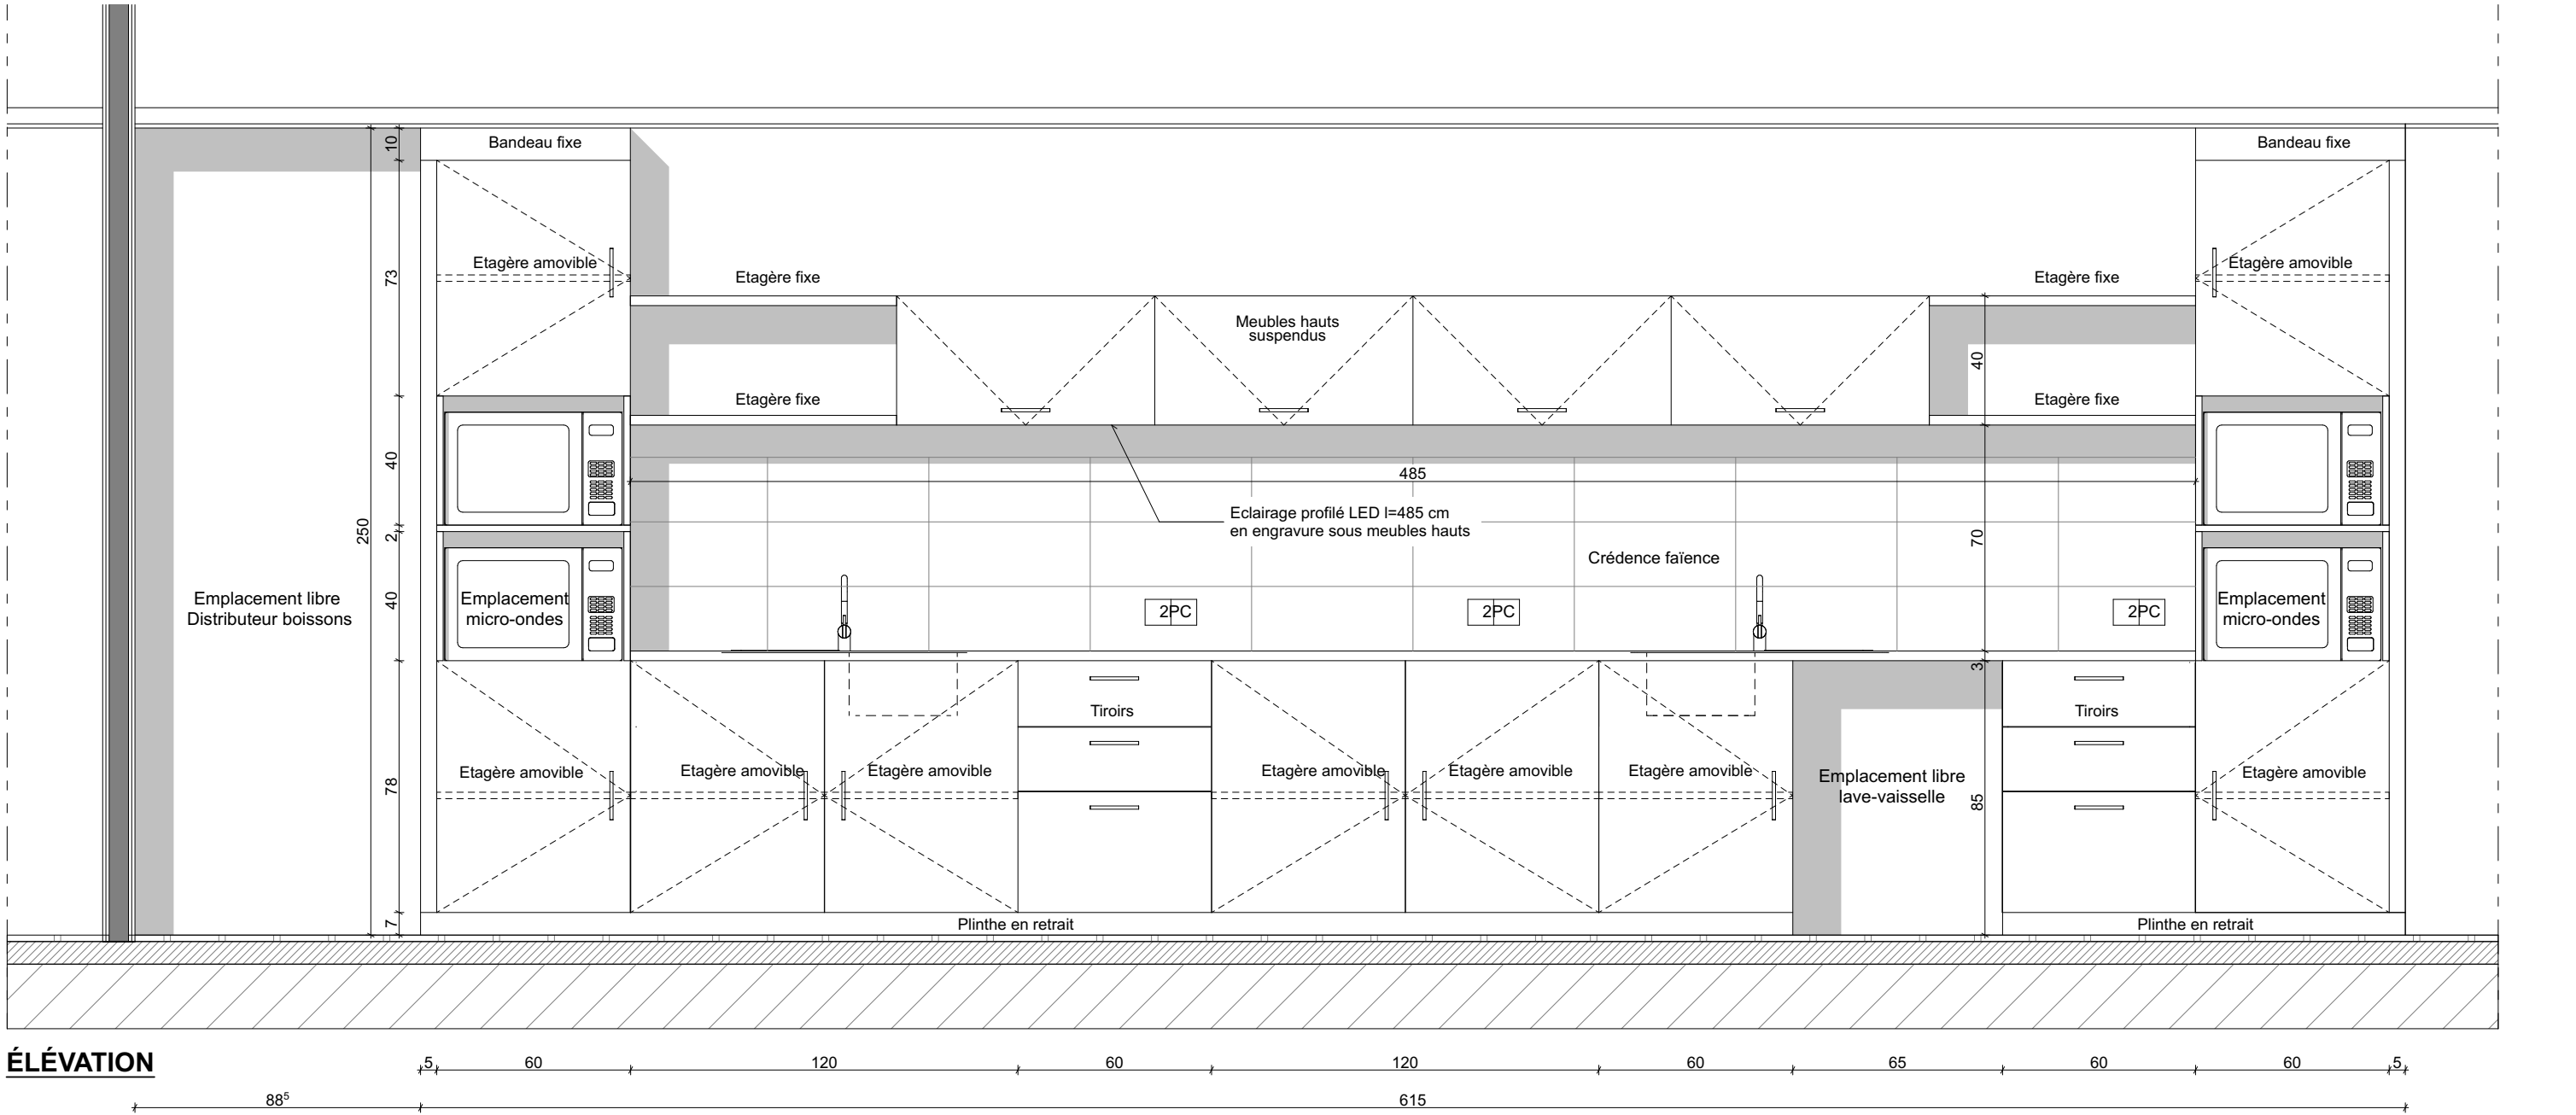 Bandeau fixe
Bandeau fixe
10
Etagère amovible
Etagère amovible
73
Etagère fixe
Etagère fixe
Meubles hauts
suspendus
40
Etagère fixe
Etagère fixe
40
485
Eclairage profilé LED l=485 cm
en engravure sous meubles hauts
250
2
70
Crédence faïence
Emplacement libre
Distributeur boissons
40
Emplacement
micro-ondes
2PC
2PC
2PC
Emplacement
micro-ondes
3
Tiroirs
Tiroirs
78
Etagère amovible
Etagère amovible
Etagère amovible
Etagère amovible
Etagère amovible
Etagère amovible
Emplacement libre
lave-vaisselle
85
Etagère amovible
7
Plinthe en retrait
Plinthe en retrait
ÉLÉVATION
5
60
120
60
120
60
65
60
60
5
88⁵
615